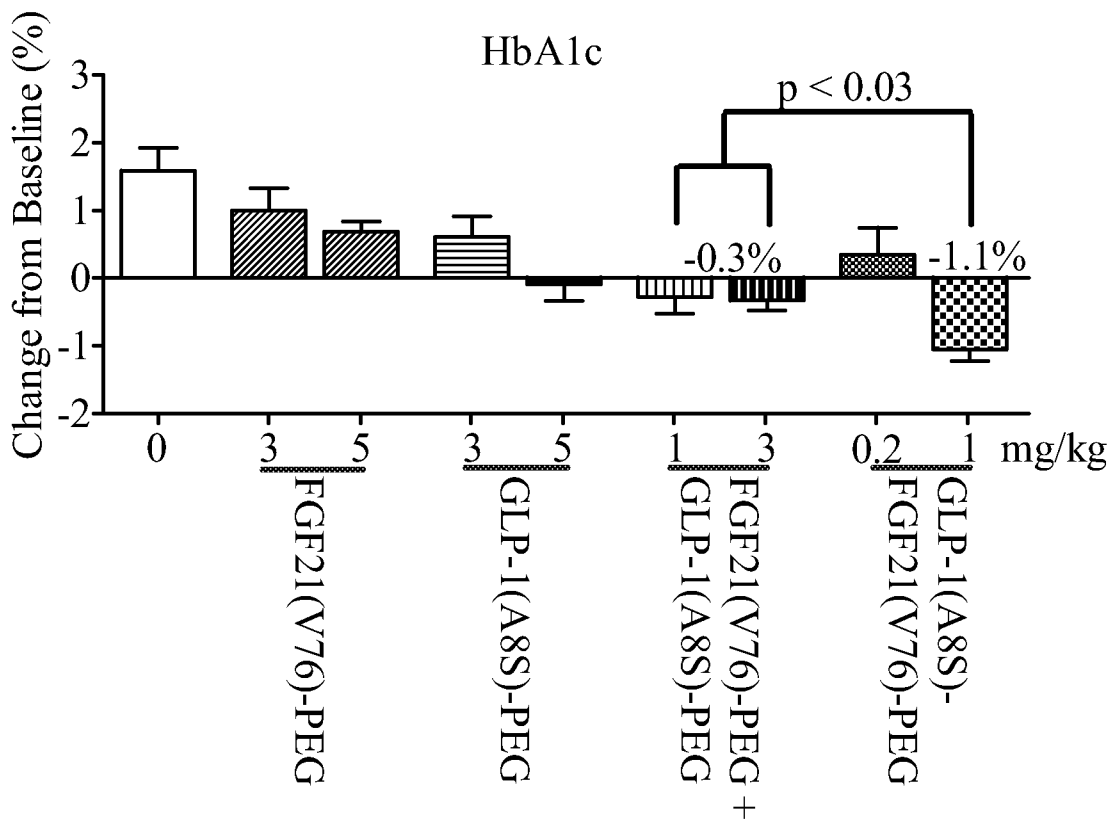 HbA1c
Change from Baseline (%)
3
2
1
0
-1
-2
p < 0.03
-0.3%
-1.1%
0 3 5 3 5 1 3 0.2 1 mg/kg
FGF21(V76)-PEG
GLP-1(A8S)-PEG
FGF21(V76)-PEG +
GLP-1(A8S)-PEG
GLP-1(A8S)-
FGF21(V76)-PEG